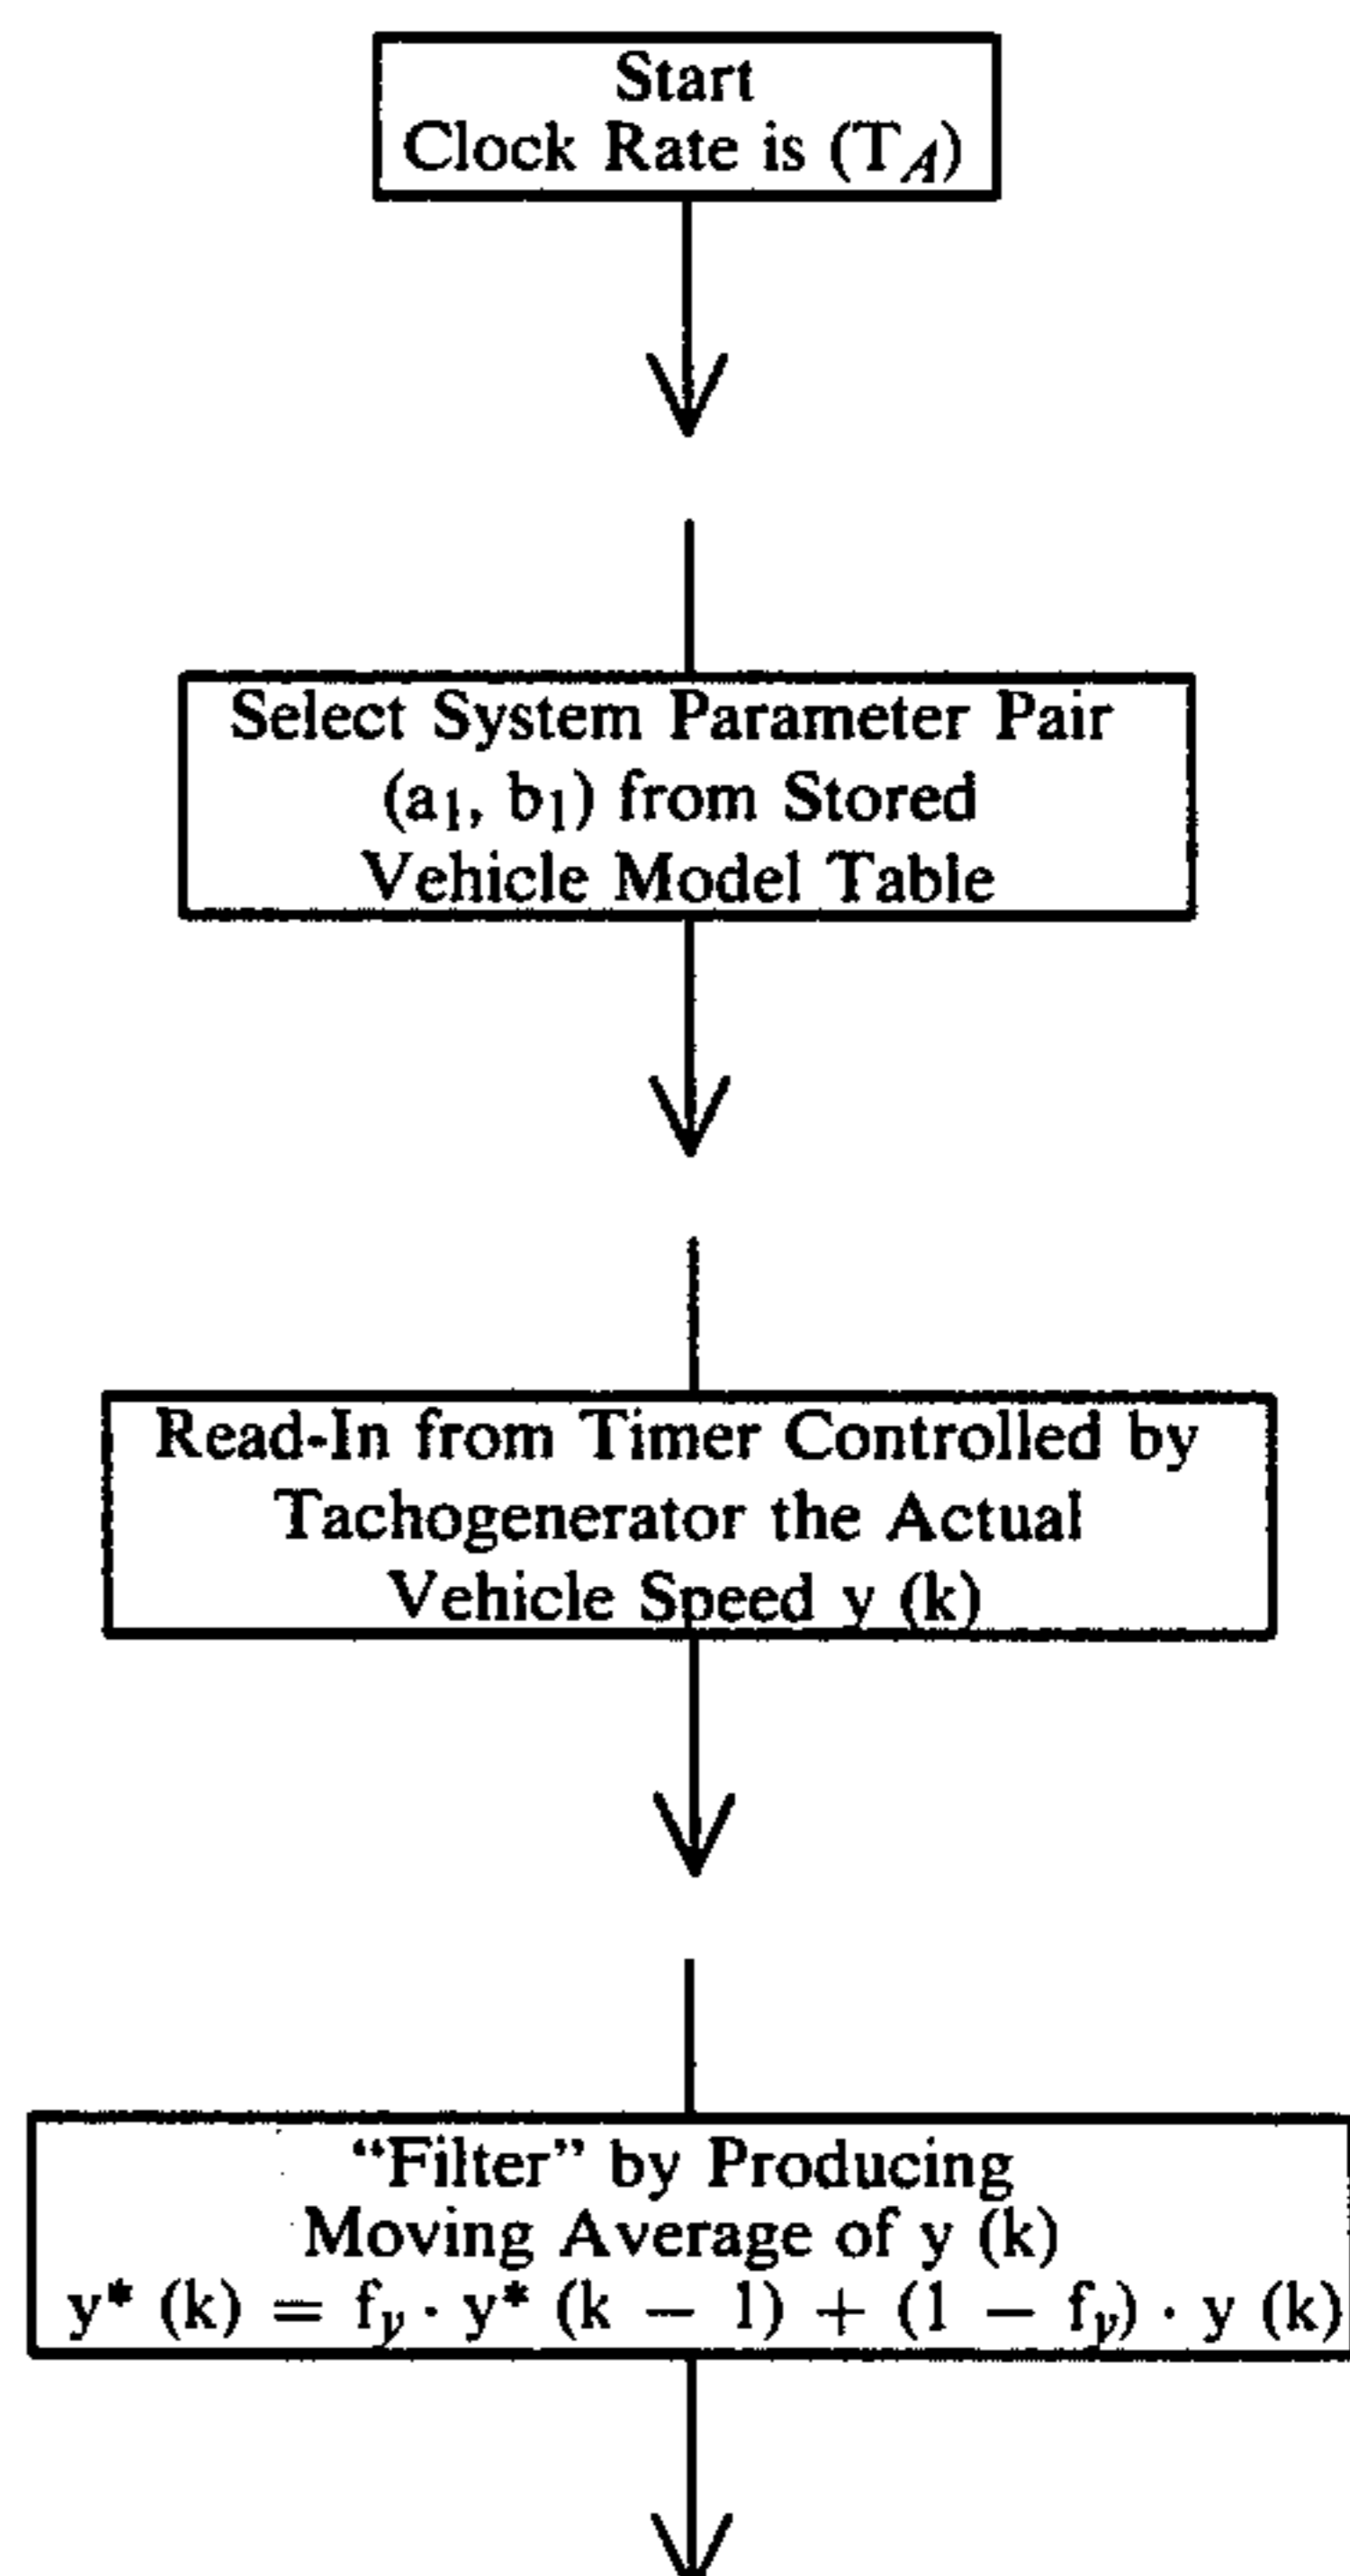 Start
Clock Rate is (T_A)
Select System Parameter Pair
(a₁, b₁) from Stored
Vehicle Model Table
Read-In from Timer Controlled by
Tachogenerator the Actual
Vehicle Speed y (k)
“Filter” by Producing
Moving Average of y (k)
y* (k) = f_y · y* (k − 1) + (1 − f_y) · y (k)